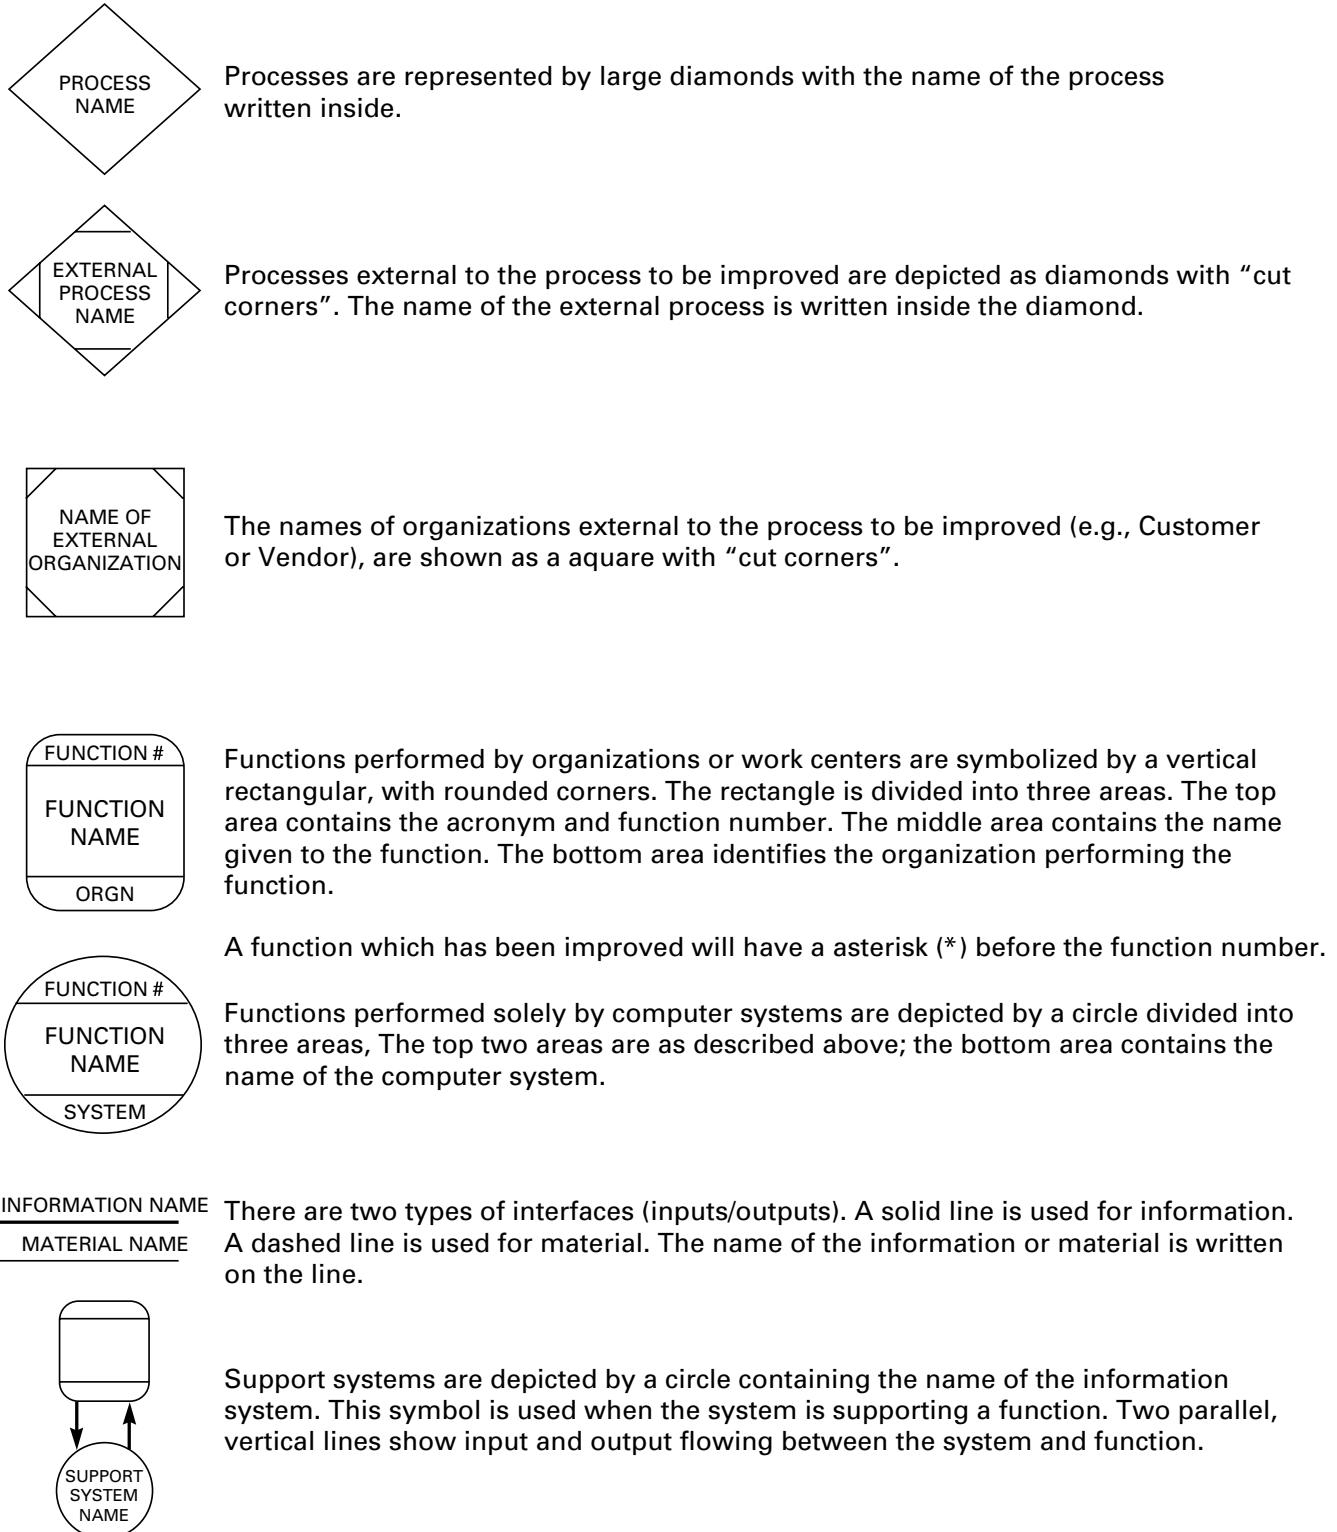 PROCESS
NAME
Processes are represented by large diamonds with the name of the process
written inside.
EXTERNAL
PROCESS
NAME
Processes external to the process to be improved are depicted as diamonds with “cut
corners”. The name of the external process is written inside the diamond.
NAME OF
EXTERNAL
ORGANIZATION
The names of organizations external to the process to be improved (e.g., Customer
or Vendor), are shown as a aquare with “cut corners”.
FUNCTION #
FUNCTION
NAME
ORGN
Functions performed by organizations or work centers are symbolized by a vertical
rectangular, with rounded corners. The rectangle is divided into three areas. The top
area contains the acronym and function number. The middle area contains the name
given to the function. The bottom area identifies the organization performing the
function.
A function which has been improved will have a asterisk (*) before the function number.
FUNCTION #
FUNCTION
NAME
SYSTEM
Functions performed solely by computer systems are depicted by a circle divided into
three areas, The top two areas are as described above; the bottom area contains the
name of the computer system.
INFORMATION NAME
MATERIAL NAME
There are two types of interfaces (inputs/outputs). A solid line is used for information.
A dashed line is used for material. The name of the information or material is written
on the line.
Support systems are depicted by a circle containing the name of the information
system. This symbol is used when the system is supporting a function. Two parallel,
vertical lines show input and output flowing between the system and function.
SUPPORT
SYSTEM
NAME